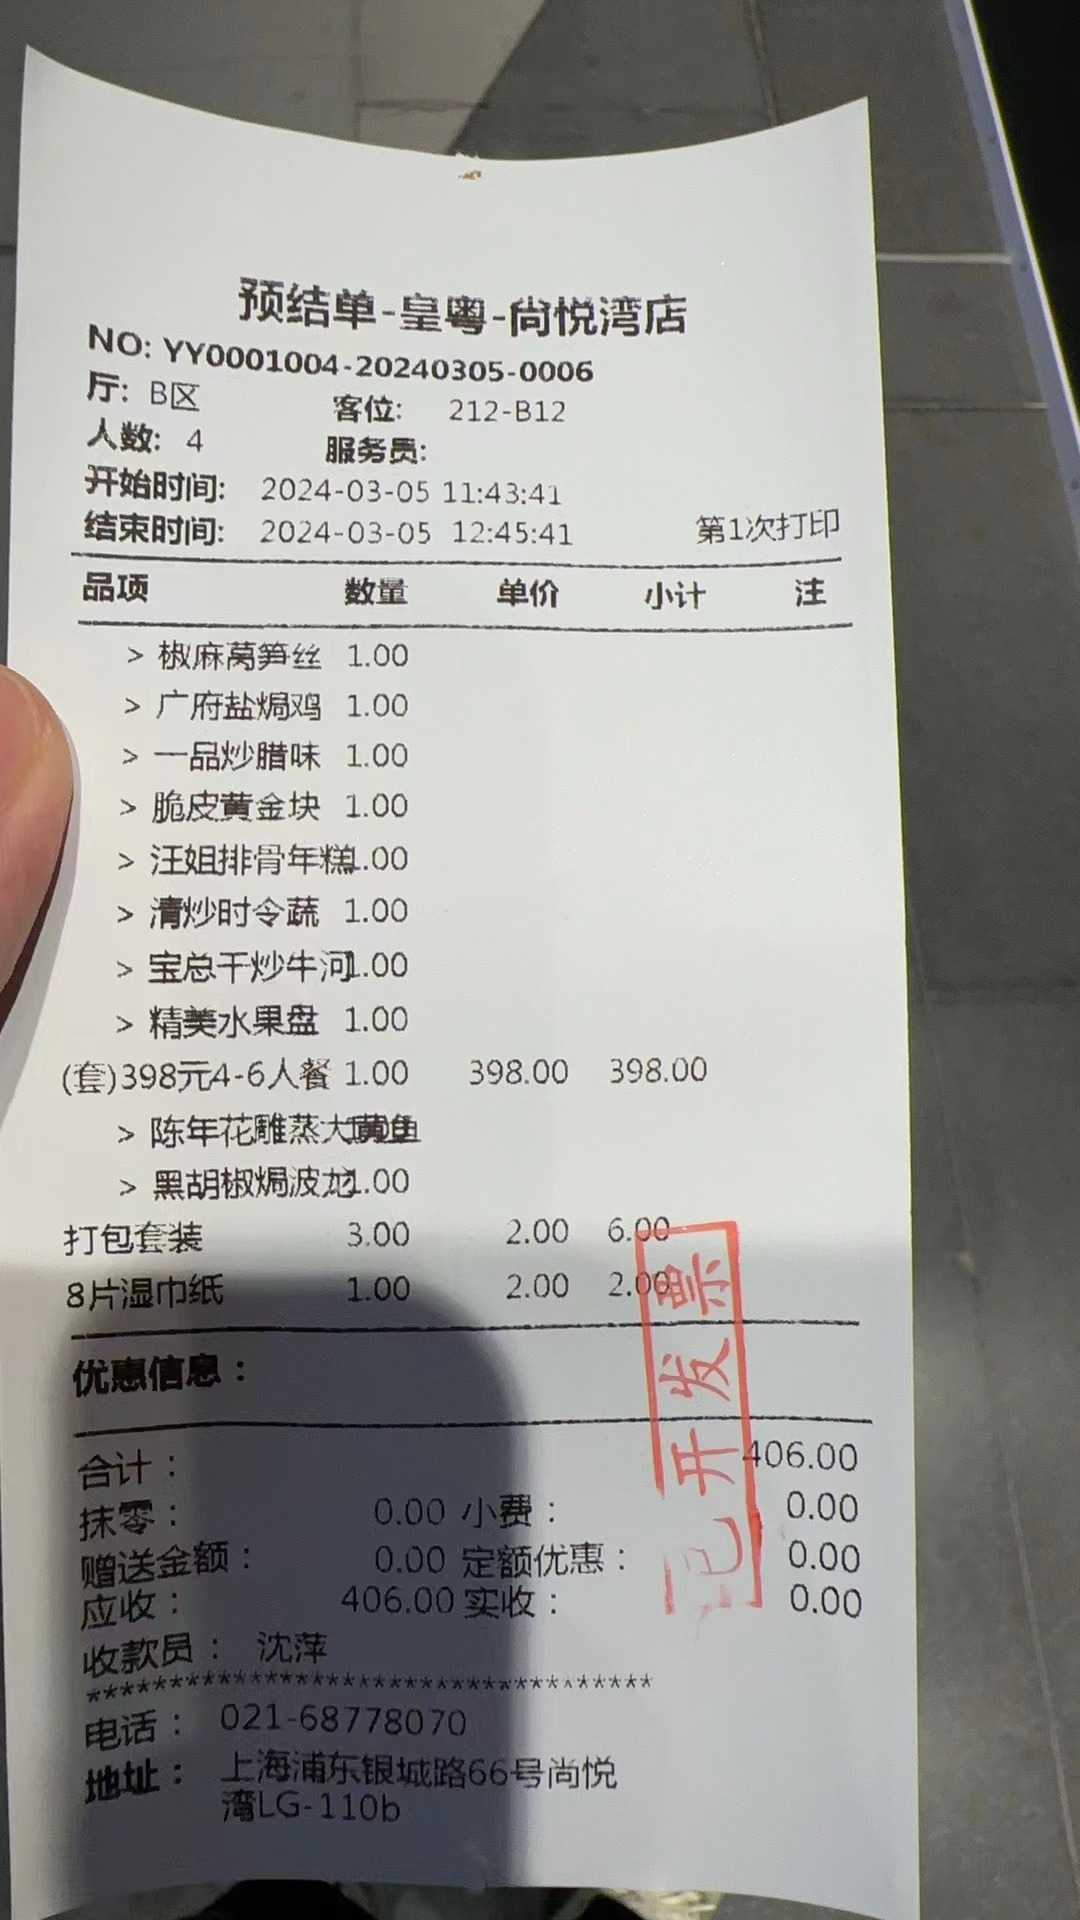 预结单-皇粤-尚悦湾店
NO: YY0001004-20240305-0006
厅: B区 客位: 212-B12
人数: 4 服务员:
开始时间: 2024-03-05 11:43:41
结束时间: 2024-03-05 12:45:41 第1次打印
品项 数量 单价 小计 注
> 椒麻莴笋丝 1.00
> 广府盐焗鸡 1.00
> 一品炒腊味 1.00
> 脆皮黄金块 1.00
> 汪姐排骨年糕1.00
> 清炒时令蔬 1.00
> 宝总干炒牛河1.00
> 精美水果盘 1.00
(套)398元4-6人餐 1.00 398.00 398.00
> 陈年花雕蒸大黄鱼
> 黑胡椒焗波龙1.00
打包套装 3.00 2.00 6.00
8片湿巾纸 1.00 2.00 2.00
优惠信息：
合计： 406.00
抹零： 0.00 小费： 0.00
赠送金额： 0.00 定额优惠： 0.00
应收： 406.00 实收： 0.00
收款员： 沈萍
****************************************
电话： 021-68778070
地址： 上海浦东银城路66号尚悦
湾LG-110b
已开发票